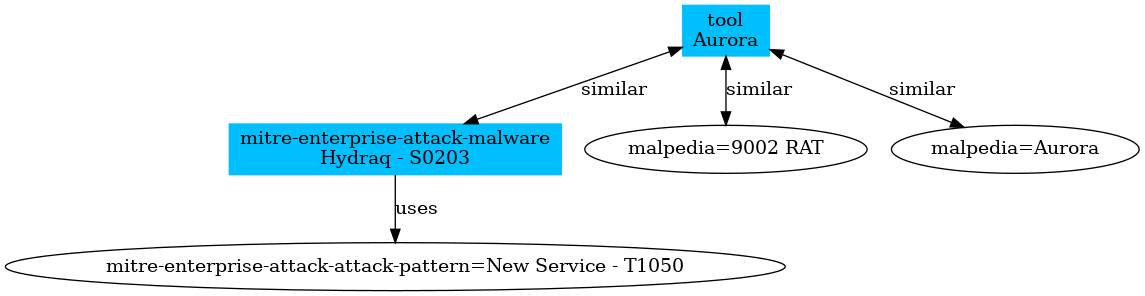 tool
Aurora
similar
similar
similar
mitre-enterprise-attack-malware
Hydraq - S0203
malpedia=9002 RAT
malpedia=Aurora
uses
mitre-enterprise-attack-attack-pattern=New Service - T1050